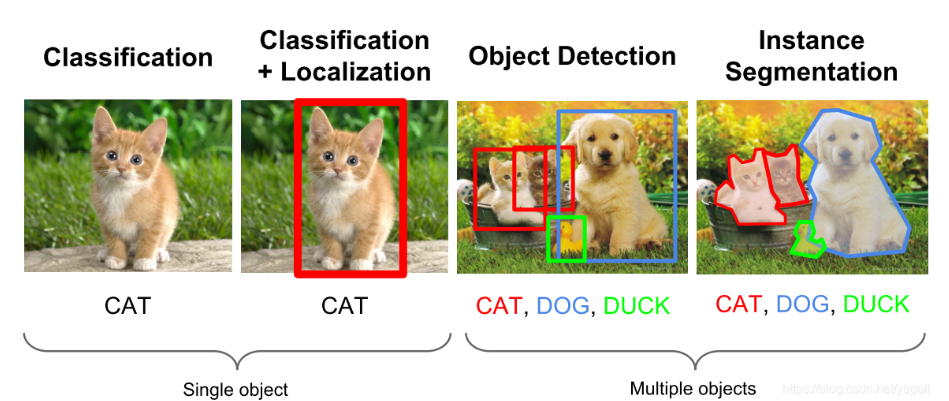 Classification
Classification
+ Localization
Object Detection
Instance
Segmentation
CAT
CAT
CAT, DOG, DUCK
CAT, DOG, DUCK
Single object
Multiple objects
https://blog.csdn.net/yegeli